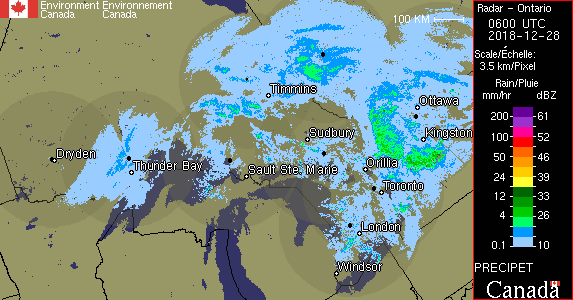 Environment Environnement
Canada Canada
100 KM
Timmins
Ottawa
Kingston
Sudbury
Dryden
Thunder Bay
Sault Ste. Marie
Orillia
Toronto
London
Windsor
Radar - Ontario
0600 UTC
2018-12-28
Scale/Échelle:
3.5 km/Pixel
Rain/Pluie
mm/hr dBZ
200 61
100 52
50 46
24 39
12 33
4 26
0.1 10
PRECIPET
Canada